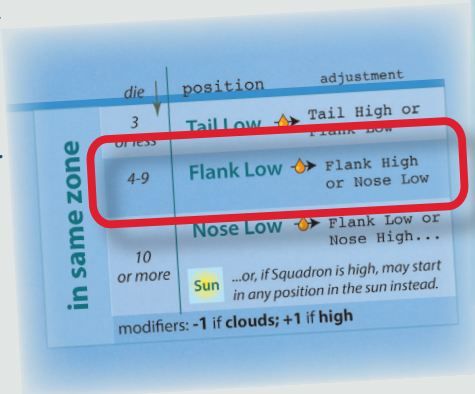 die position adjustment
3 or less Tail Low Tail High or
Flank Low
4-9 Flank Low Flank High
or Nose Low
in same zone
10 or more Nose Low Flank Low or
Nose High...
Sun ...or, if Squadron is high, may start
in any position in the sun instead.
modifiers: -1 if clouds; +1 if high